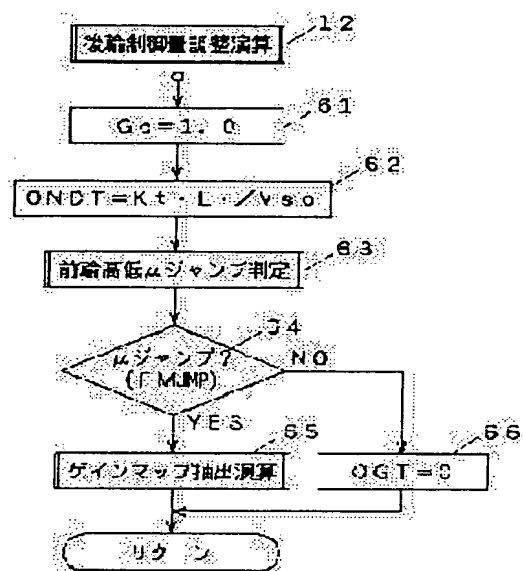 後輪制御量調整演算
12
Gc=1.0
61
ONDT=Kt・L・/Vso
62
前輪高低μジャンプ判定
63
μジャンプ?
(FMJMP)
64
NO
YES
ゲインマップ抽出演算
65
OGT=0
66
リターン